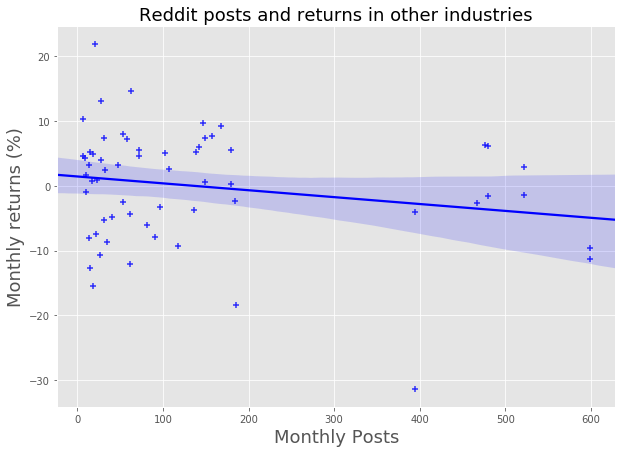 Reddit posts and returns in other industries
20
10
0
−10
−20
−30
Monthly returns (%)
0 100 200 300 400 500 600
Monthly Posts